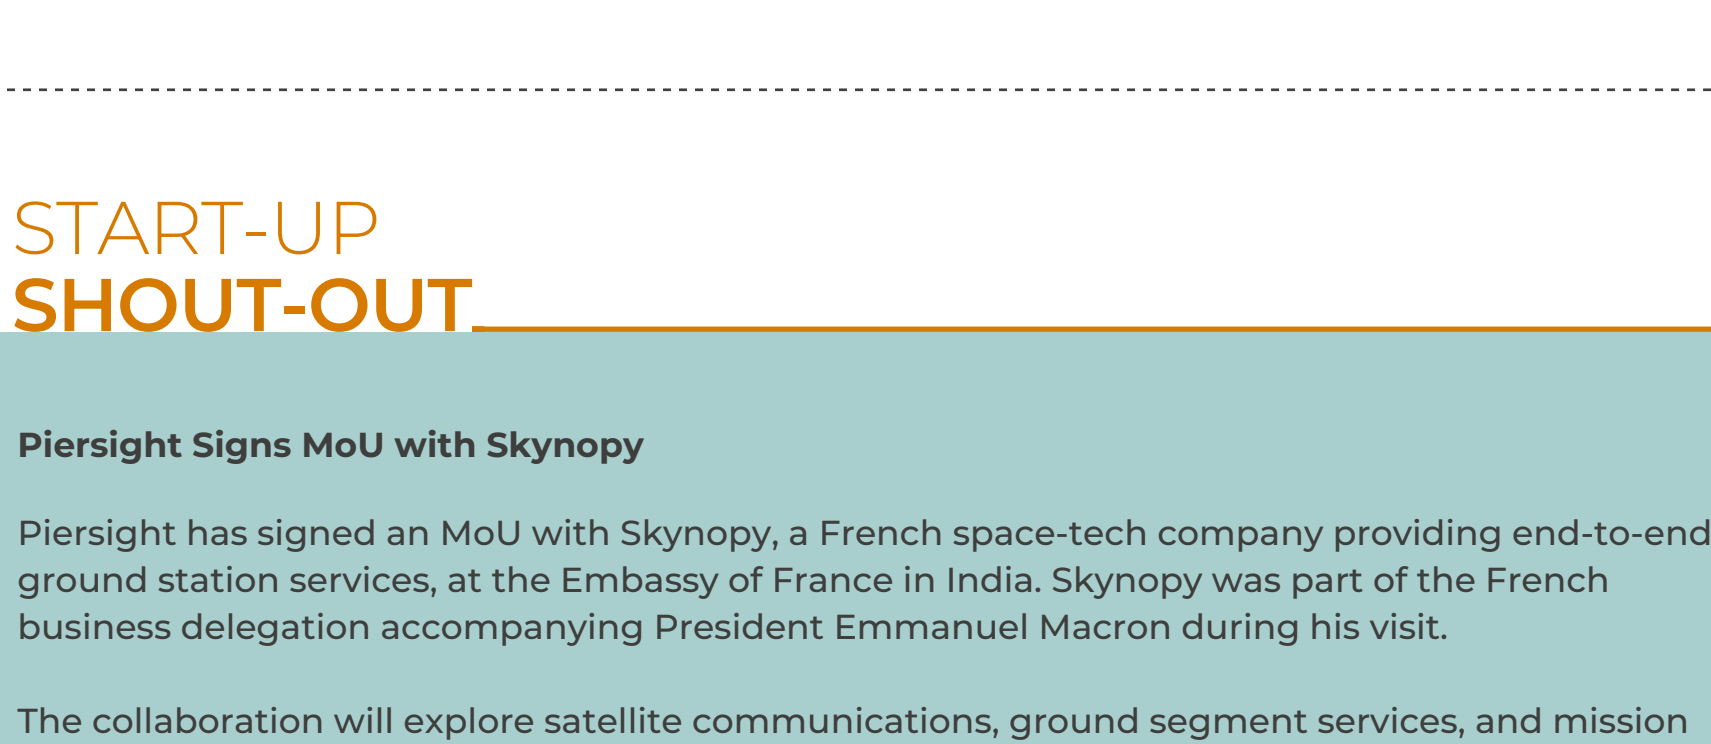 START-UP
SHOUT-OUT
Piersight Signs MoU with Skynopy
Piersight has signed an MoU with Skynopy, a French space-tech company providing end-to-end
ground station services, at the Embassy of France in India. Skynopy was part of the French
business delegation accompanying President Emmanuel Macron during his visit.
The collaboration will explore satellite communications, ground segment services, and mission